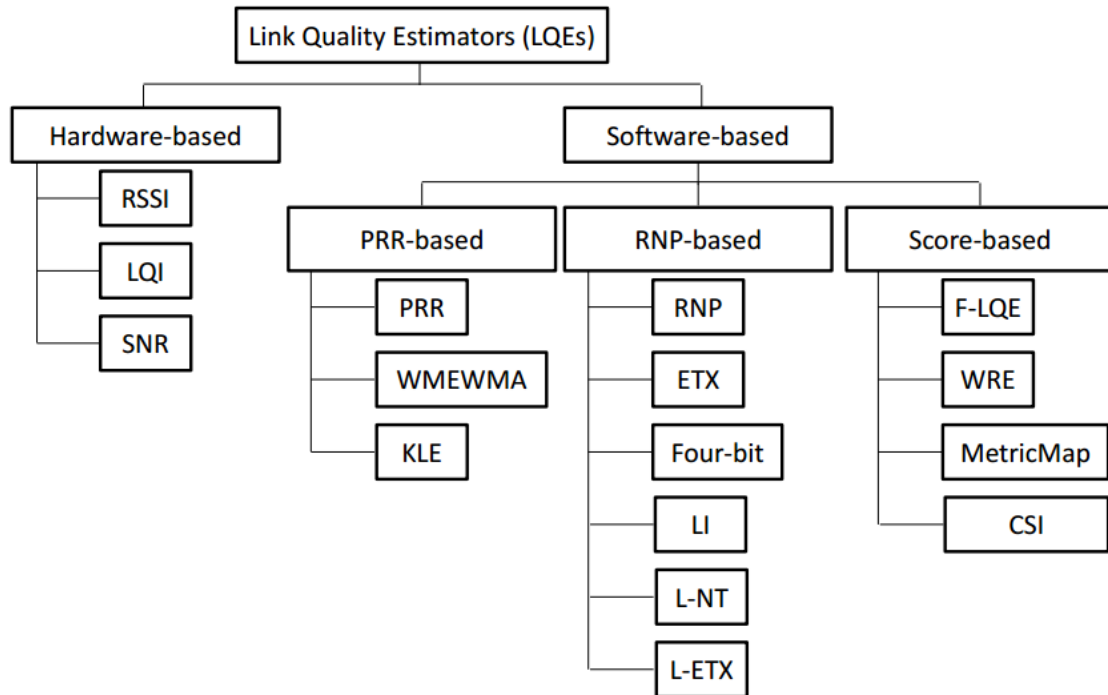 Link Quality Estimators (LQEs)
Hardware-based
Software-based
RSSI
LQI
SNR
PRR-based
RNP-based
Score-based
PRR
WMEWMA
KLE
RNP
ETX
Four-bit
LI
L-NT
L-ETX
F-LQE
WRE
MetricMap
CSI